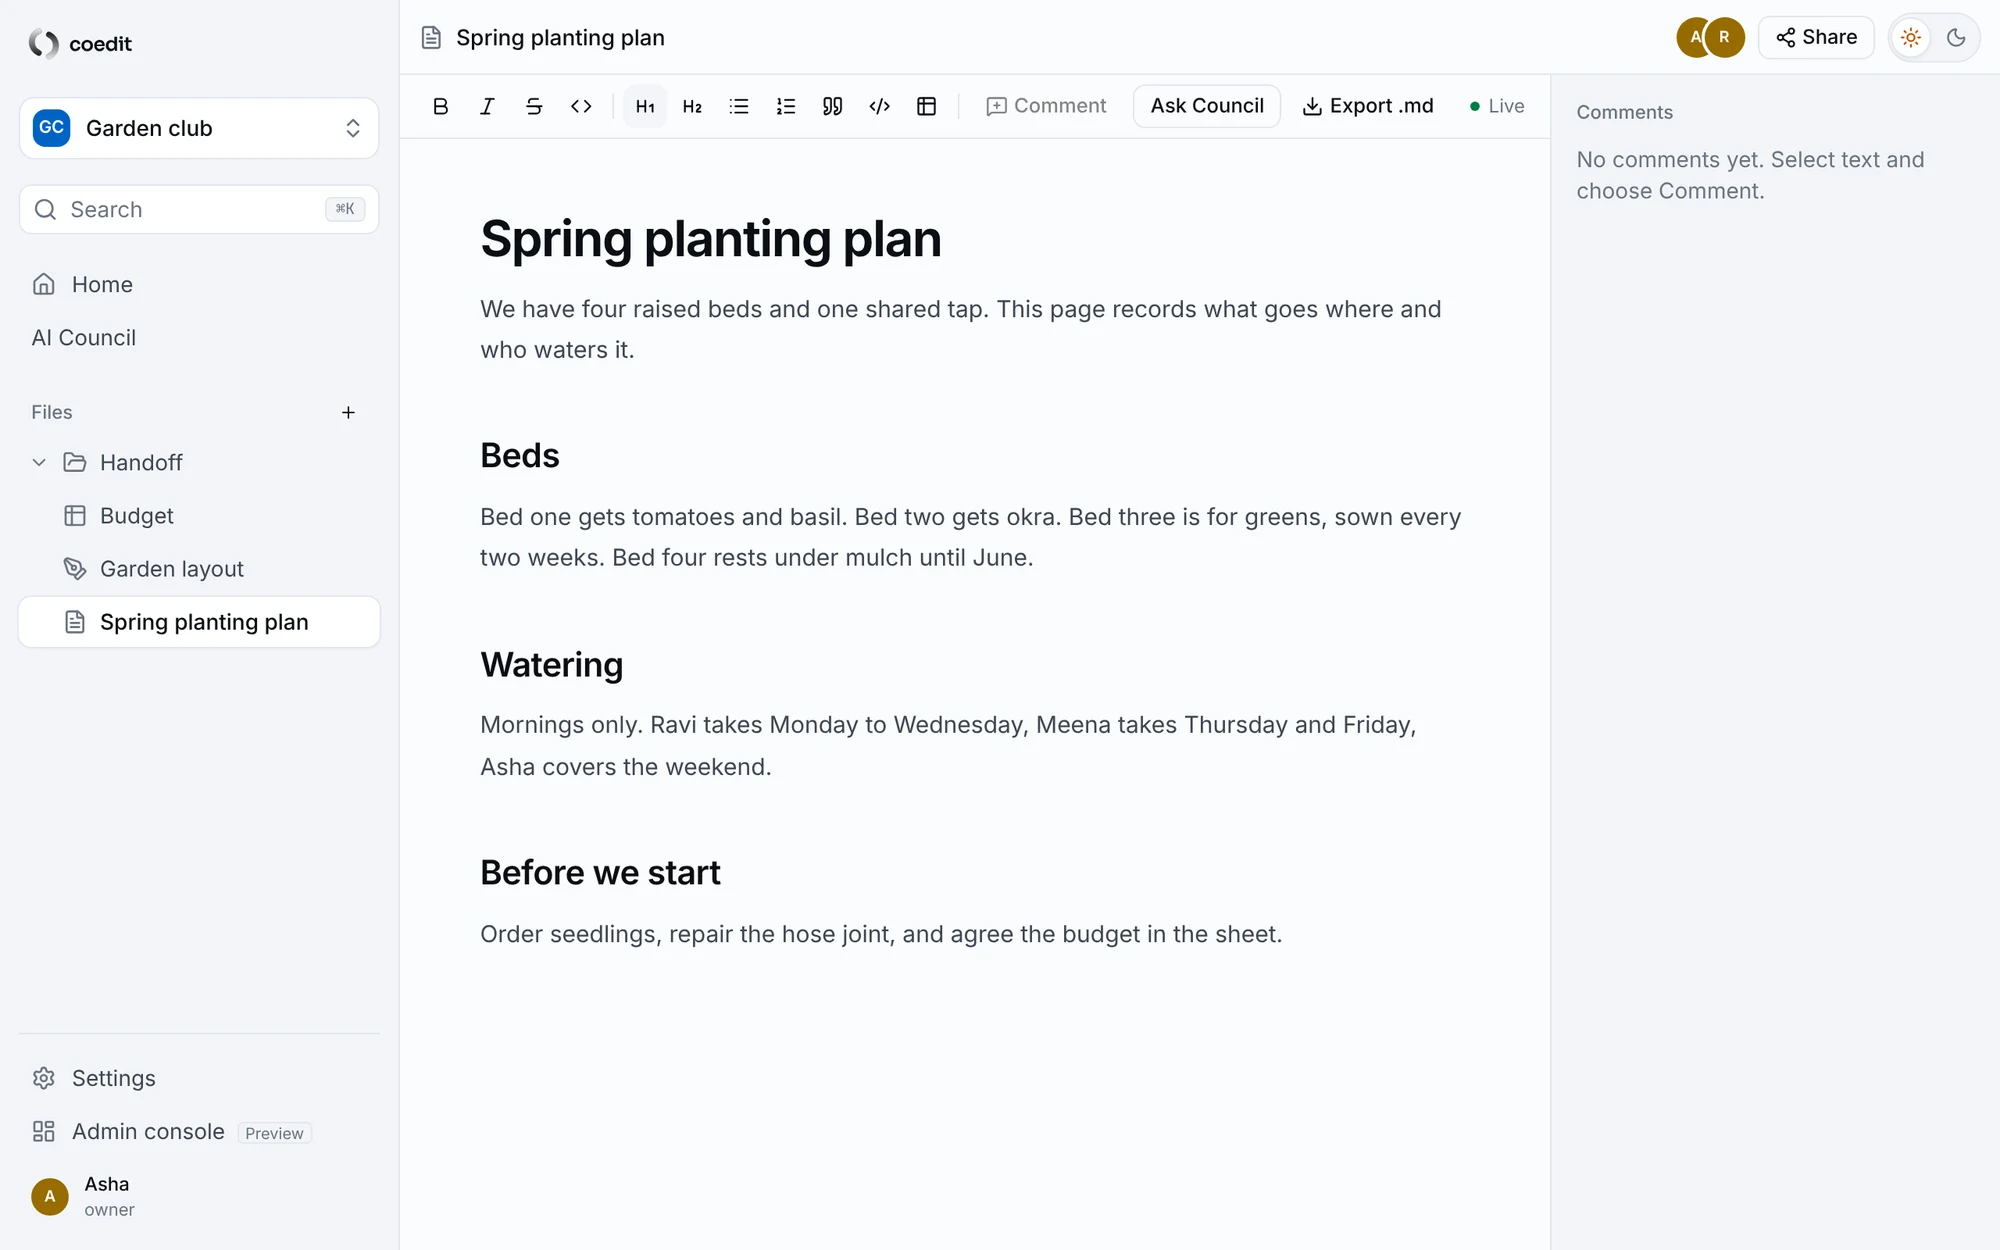 coedit
GC Garden club
Search ⌘K
Home
AI Council
Files +
Handoff
Budget
Garden layout
Spring planting plan
Settings
Admin console Preview
A Asha
owner
Spring planting plan
A R Share
B I S <> H1 H2 </> Comment Ask Council Export .md Live
Spring planting plan
We have four raised beds and one shared tap. This page records what goes where and
who waters it.
Beds
Bed one gets tomatoes and basil. Bed two gets okra. Bed three is for greens, sown every
two weeks. Bed four rests under mulch until June.
Watering
Mornings only. Ravi takes Monday to Wednesday, Meena takes Thursday and Friday,
Asha covers the weekend.
Before we start
Order seedlings, repair the hose joint, and agree the budget in the sheet.
Comments
No comments yet. Select text and
choose Comment.